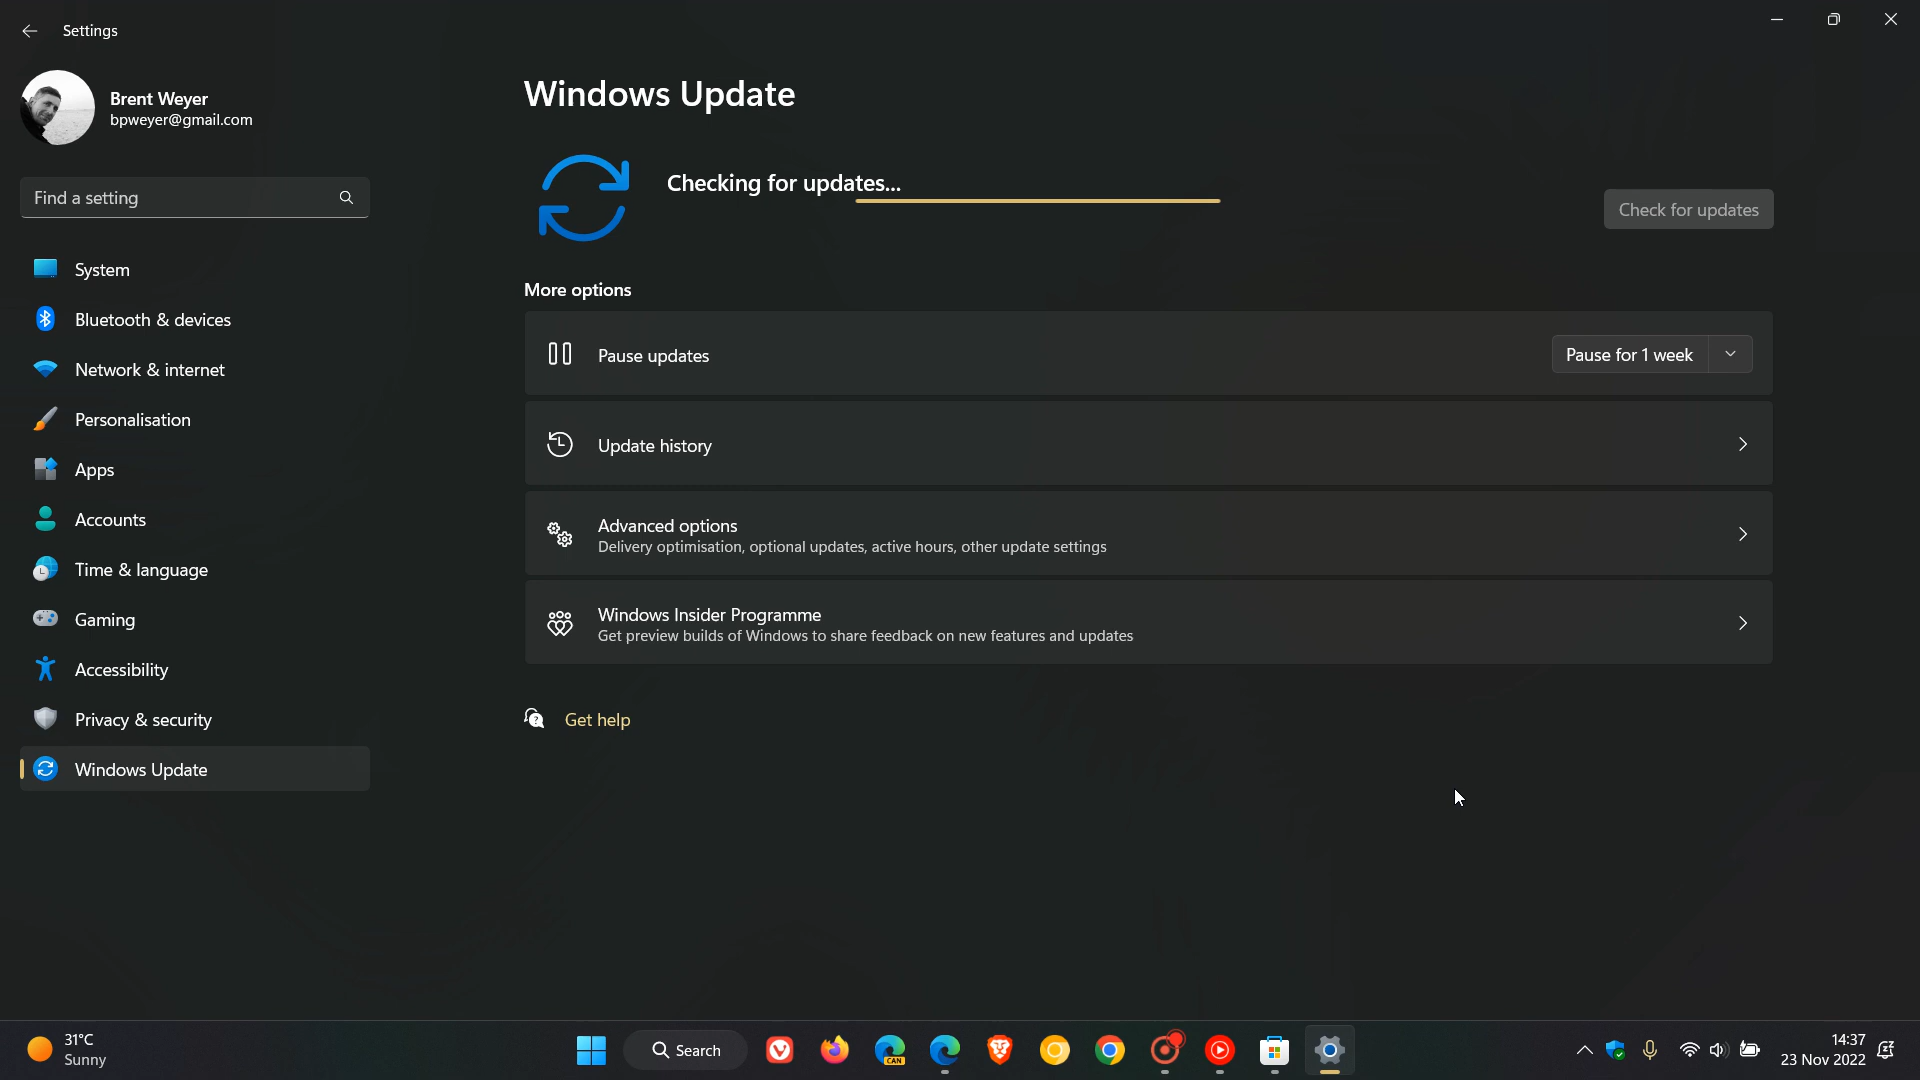 Settings
Brent Weyer
bpweyer@gmail.com
Find a setting
System
Bluetooth & devices
Network & internet
Personalisation
Apps
Accounts
Time & language
Gaming
Accessibility
Privacy & security
Windows Update
Windows Update
Checking for updates...
Check for updates
More options
Pause updates
Pause for 1 week
Update history
Advanced options
Delivery optimisation, optional updates, active hours, other update settings
Windows Insider Programme
Get preview builds of Windows to share feedback on new features and updates
Get help
31°C
Sunny
Search
CAN
14:37
23 Nov 2022